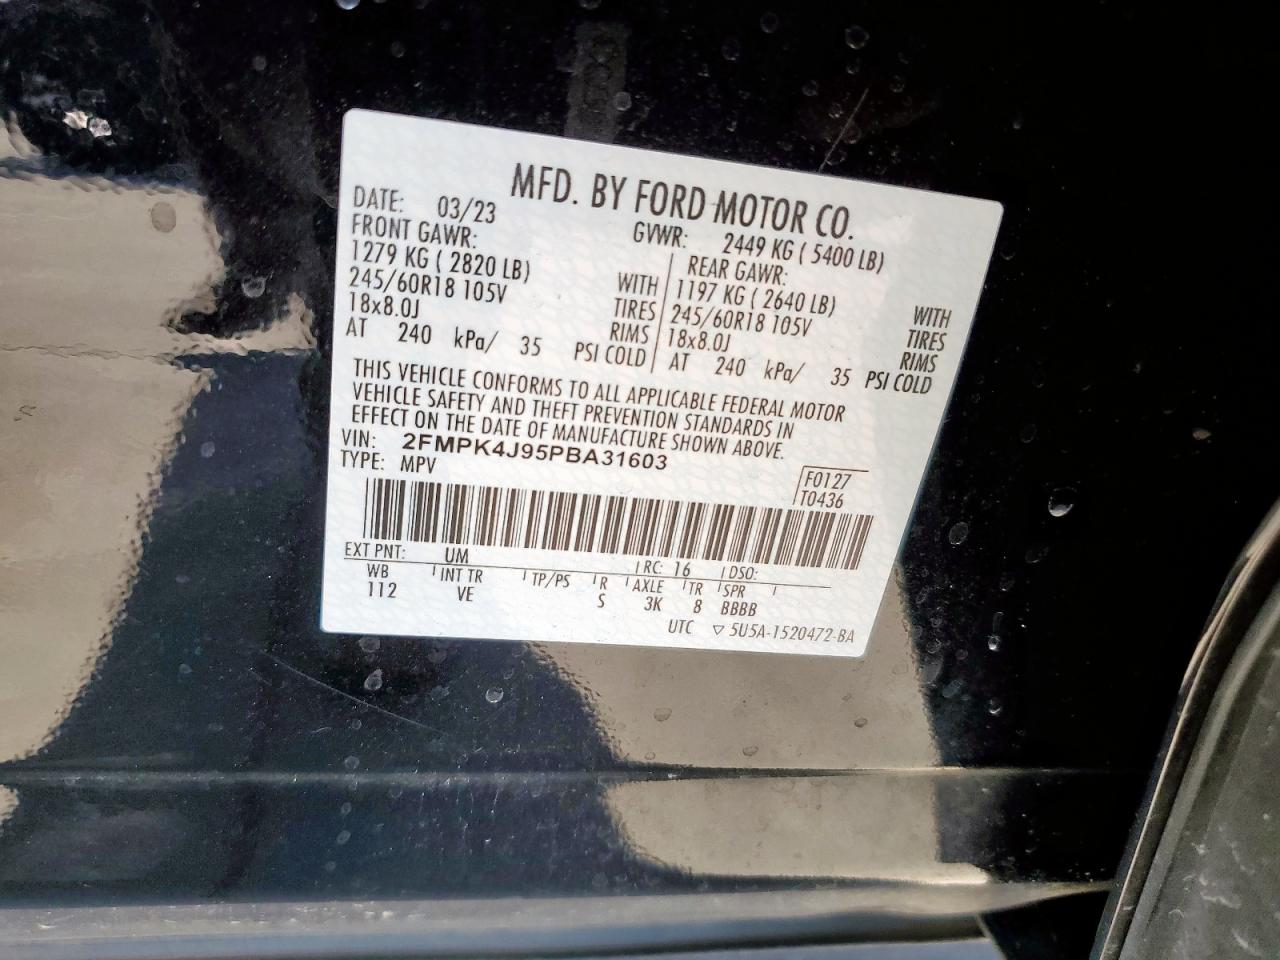 MFD. BY FORD MOTOR CO.
DATE: 03/23 GVWR: 2449 KG ( 5400 LB)
FRONT GAWR: REAR GAWR:
1279 KG ( 2820 LB) WITH 1197 KG ( 2640 LB) WITH
245/60R18 105V TIRES 245/60R18 105V TIRES
18x8.0J RIMS 18x8.0J RIMS
AT 240 kPa/ 35 PSI COLD AT 240 kPa/ 35 PSI COLD
THIS VEHICLE CONFORMS TO ALL APPLICABLE FEDERAL MOTOR
VEHICLE SAFETY AND THEFT PREVENTION STANDARDS IN
EFFECT ON THE DATE OF MANUFACTURE SHOWN ABOVE.
VIN: 2FMPK4J95PBA31603
TYPE: MPV F0127
T0436
EXT PNT: UM RC: 16 DSO:
WB INT TR TP/PS R AXLE TR SPR
112 VE S 3K 8 BBBB
UTC ▽ 5U5A-1520472-BA